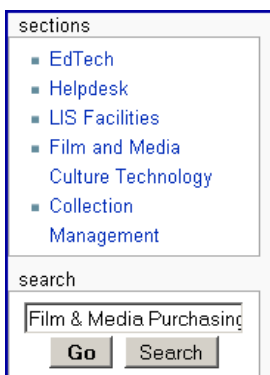 sections
EdTech
Helpdesk
LIS Facilities
Film and Media
Culture Technology
Collection
Management
search
Film & Media Purchasing
Go Search